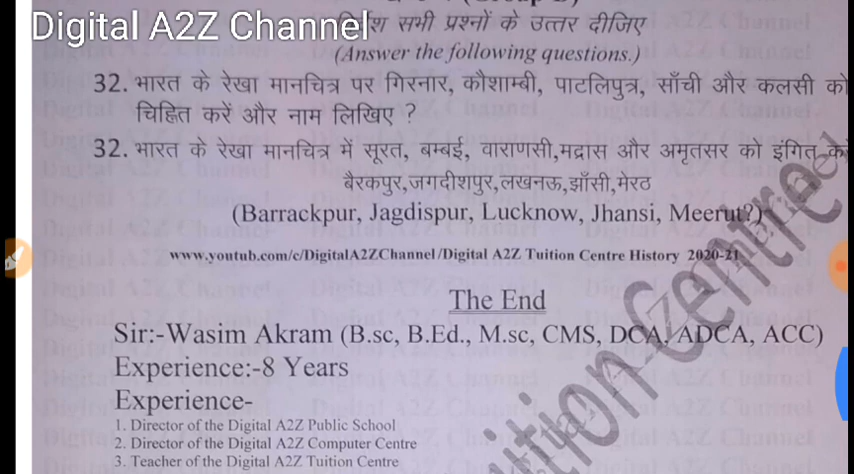 Digital A2Z Channel
सभी प्रश्नों के उत्तर दीजिए
(Answer the following questions.)
32. भारत के रेखा मानचित्र पर गिरनार, कौशाम्बी, पाटलिपुत्र, साँची और कलसी को
चिह्नित करे और नाम लिखिए ?
32. भारत के रेखा मानचित्र में सूरत, बम्बई, वाराणसी,मद्रास और अमृतसर को इंगित
बेरकपुर,जगदीशपुर,लखनऊ,झाँसी,मेरठ
(Barrackpur, Jagdispur, Lucknow, Jhansi, Meerut?)
www.youtub.com/c/DigitalA2ZChannel/Digital A2Z Tuition Centre History 2020-21
The End
Sir:-Wasim Akram (B.sc, B.Ed., M.sc, CMS, DCA, ADCA, ACC)
Experience:-8 Years
Experience-
1. Director of the Digital A2Z Public School
2. Director of the Digital A2Z Computer Centre
3. Teacher of the Digital A2Z Tuition Centre